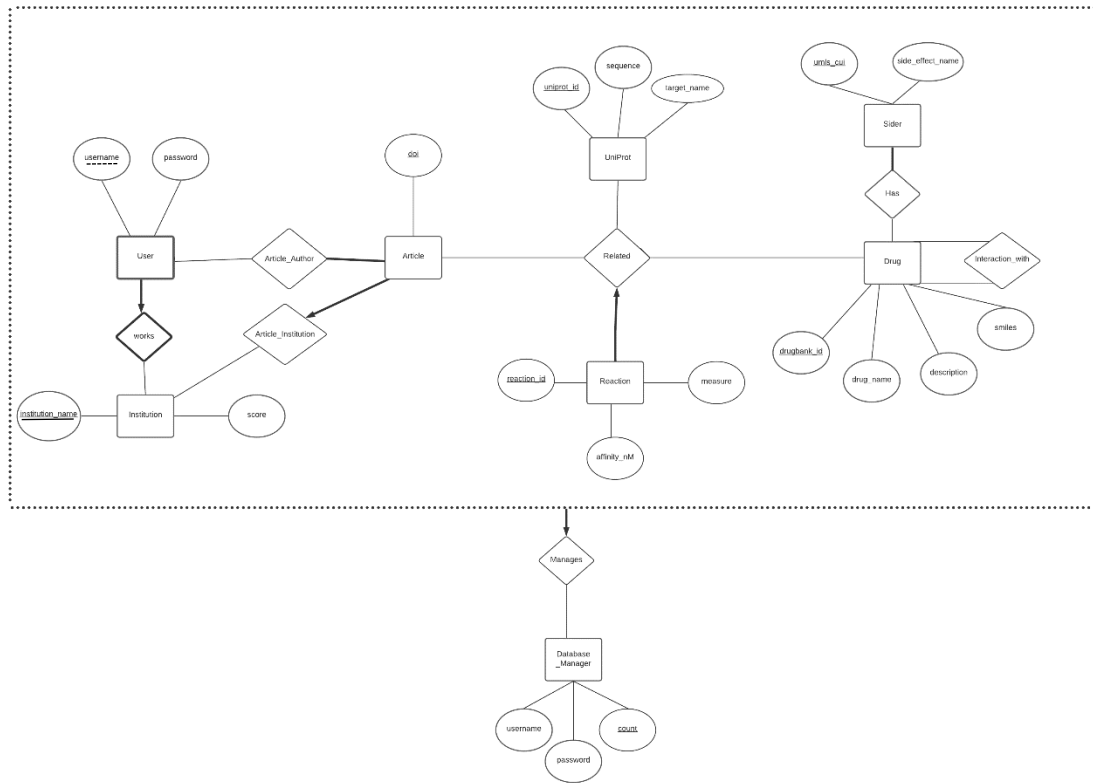 umls_cui
side_effect_name
sequence
uniprot_id
target_name
Sider
UniProt
doi
username
password
Has
User
Article_Author
Article
Related
Drug
Interaction_with
works
Article_Institution
smiles
drugbank_id
drug_name
description
reaction_id
Reaction
measure
institution_name
Institution
score
affinity_nM
Manages
Database
_Manager
username
password
count